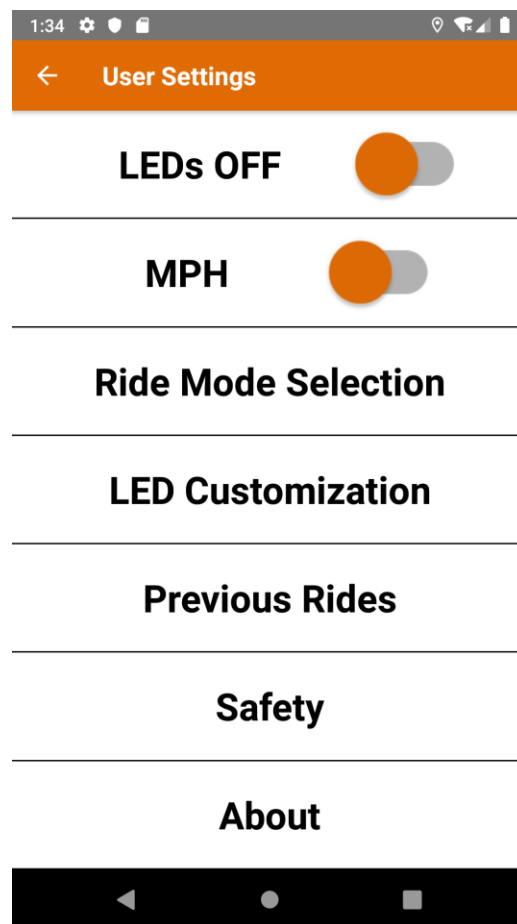 1:34
User Settings
LEDs OFF
MPH
Ride Mode Selection
LED Customization
Previous Rides
Safety
About